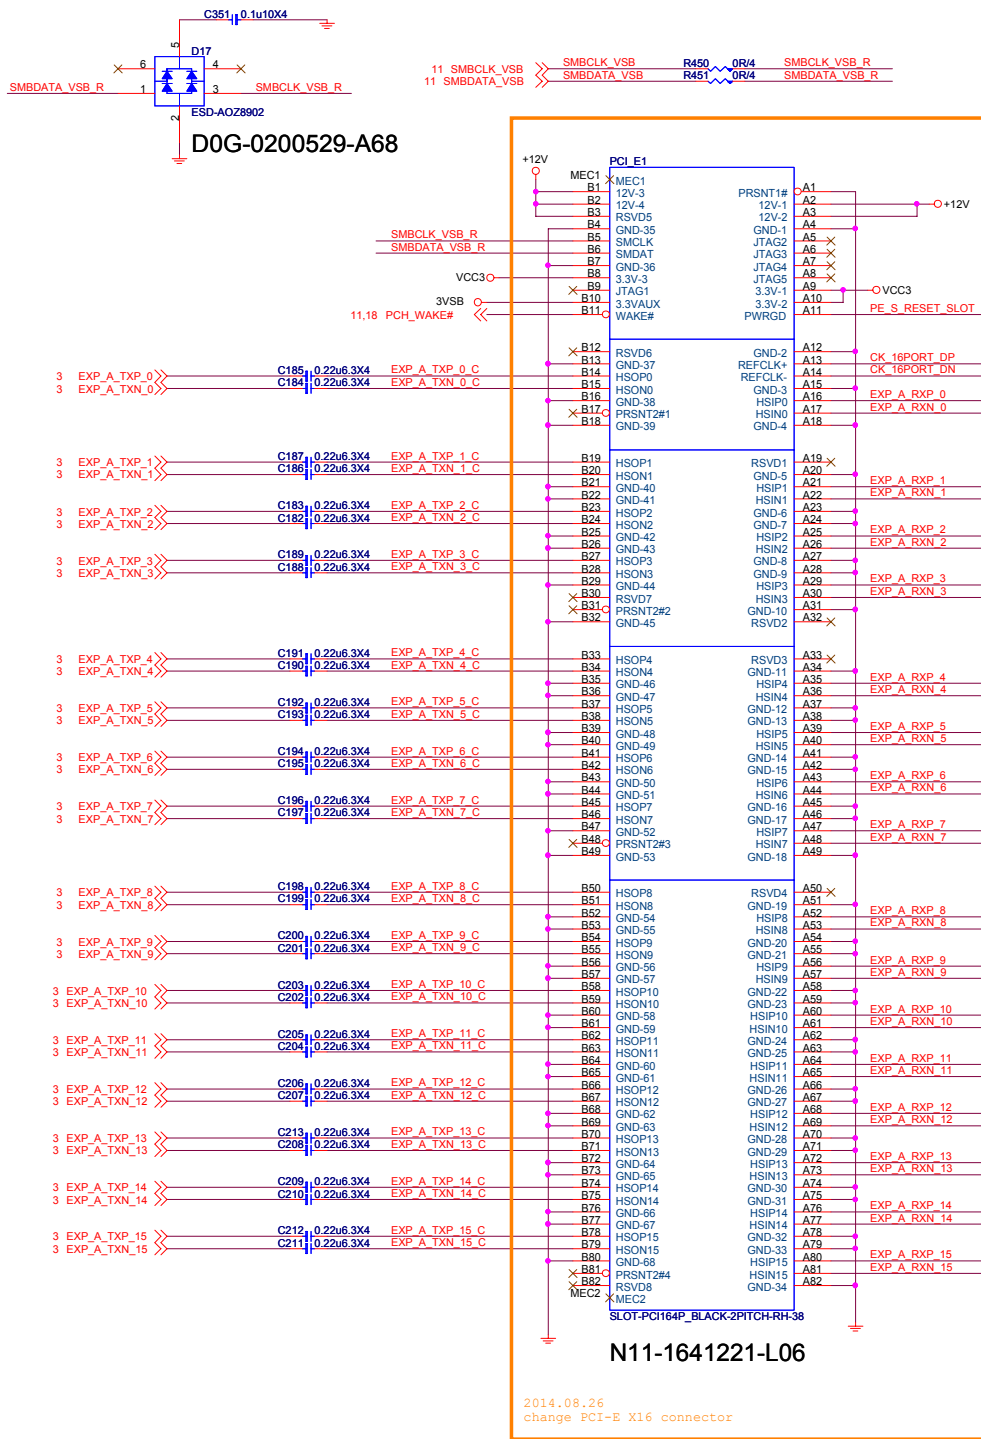 C351 0.1u10X4
5
D17
6 4
SMBDATA_VSB_R 1 3 SMBCLK_VSB_R
ESD-AOZ8902
2
D0G-0200529-A68
11 SMBCLK_VSB SMBCLK_VSB R450 0R/4 SMBCLK_VSB_R
11 SMBDATA_VSB SMBDATA_VSB R451 0R/4 SMBDATA_VSB_R
+12V PCI_E1
MEC1 MEC1
B1 12V-3 PRSNT1# A1
B2 12V-4 12V-1 A2 +12V
B3 RSVD5 12V-2 A3
B4 GND-35 GND-1 A4
SMBCLK_VSB_R B5 SMCLK JTAG2 A5
SMBDATA_VSB_R B6 SMDAT JTAG3 A6
B7 GND-36 JTAG4 A7
VCC3 B8 3.3V-3 JTAG5 A8
B9 JTAG1 3.3V-1 A9 VCC3
3VSB B10 3.3VAUX 3.3V-2 A10
11,18 PCH_WAKE# B11 WAKE# PWRGD A11 PE_S_RESET_SLOT
B12 RSVD6 GND-2 A12
B13 GND-37 REFCLK+ A13 CK_16PORT_DP
3 EXP_A_TXP_0 C185 0.22u6.3X4 EXP_A_TXP_0_C B14 HSOP0 REFCLK- A14 CK_16PORT_DN
3 EXP_A_TXN_0 C184 0.22u6.3X4 EXP_A_TXN_0_C B15 HSON0 GND-3 A15
B16 GND-38 HSIP0 A16 EXP_A_RXP_0
B17 PRSNT2#1 HSIN0 A17 EXP_A_RXN_0
B18 GND-39 GND-4 A18
3 EXP_A_TXP_1 C187 0.22u6.3X4 EXP_A_TXP_1_C B19 HSOP1 RSVD1 A19
3 EXP_A_TXN_1 C186 0.22u6.3X4 EXP_A_TXN_1_C B20 HSON1 GND-5 A20
B21 GND-40 HSIP1 A21 EXP_A_RXP_1
B22 GND-41 HSIN1 A22 EXP_A_RXN_1
3 EXP_A_TXP_2 C183 0.22u6.3X4 EXP_A_TXP_2_C B23 HSOP2 GND-6 A23
3 EXP_A_TXN_2 C182 0.22u6.3X4 EXP_A_TXN_2_C B24 HSON2 GND-7 A24
B25 GND-42 HSIP2 A25 EXP_A_RXP_2
B26 GND-43 HSIN2 A26 EXP_A_RXN_2
3 EXP_A_TXP_3 C189 0.22u6.3X4 EXP_A_TXP_3_C B27 HSOP3 GND-8 A27
3 EXP_A_TXN_3 C188 0.22u6.3X4 EXP_A_TXN_3_C B28 HSON3 GND-9 A28
B29 GND-44 HSIP3 A29 EXP_A_RXP_3
B30 RSVD7 HSIN3 A30 EXP_A_RXN_3
B31 PRSNT2#2 GND-10 A31
B32 GND-45 RSVD2 A32
3 EXP_A_TXP_4 C191 0.22u6.3X4 EXP_A_TXP_4_C B33 HSOP4 RSVD3 A33
3 EXP_A_TXN_4 C190 0.22u6.3X4 EXP_A_TXN_4_C B34 HSON4 GND-11 A34
B35 GND-46 HSIP4 A35 EXP_A_RXP_4
B36 GND-47 HSIN4 A36 EXP_A_RXN_4
3 EXP_A_TXP_5 C192 0.22u6.3X4 EXP_A_TXP_5_C B37 HSOP5 GND-12 A37
3 EXP_A_TXN_5 C193 0.22u6.3X4 EXP_A_TXN_5_C B38 HSON5 GND-13 A38
B39 GND-48 HSIP5 A39 EXP_A_RXP_5
B40 GND-49 HSIN5 A40 EXP_A_RXN_5
3 EXP_A_TXP_6 C194 0.22u6.3X4 EXP_A_TXP_6_C B41 HSOP6 GND-14 A41
3 EXP_A_TXN_6 C195 0.22u6.3X4 EXP_A_TXN_6_C B42 HSON6 GND-15 A42
B43 GND-50 HSIP6 A43 EXP_A_RXP_6
B44 GND-51 HSIN6 A44 EXP_A_RXN_6
3 EXP_A_TXP_7 C196 0.22u6.3X4 EXP_A_TXP_7_C B45 HSOP7 GND-16 A45
3 EXP_A_TXN_7 C197 0.22u6.3X4 EXP_A_TXN_7_C B46 HSON7 GND-17 A46
B47 GND-52 HSIP7 A47 EXP_A_RXP_7
B48 PRSNT2#3 HSIN7 A48 EXP_A_RXN_7
B49 GND-53 GND-18 A49
3 EXP_A_TXP_8 C198 0.22u6.3X4 EXP_A_TXP_8_C B50 HSOP8 RSVD4 A50
3 EXP_A_TXN_8 C199 0.22u6.3X4 EXP_A_TXN_8_C B51 HSON8 GND-19 A51
B52 GND-54 HSIP8 A52 EXP_A_RXP_8
B53 GND-55 HSIN8 A53 EXP_A_RXN_8
3 EXP_A_TXP_9 C200 0.22u6.3X4 EXP_A_TXP_9_C B54 HSOP9 GND-20 A54
3 EXP_A_TXN_9 C201 0.22u6.3X4 EXP_A_TXN_9_C B55 HSON9 GND-21 A55
B56 GND-56 HSIP9 A56 EXP_A_RXP_9
B57 GND-57 HSIN9 A57 EXP_A_RXN_9
3 EXP_A_TXP_10 C203 0.22u6.3X4 EXP_A_TXP_10_C B58 HSOP10 GND-22 A58
3 EXP_A_TXN_10 C202 0.22u6.3X4 EXP_A_TXN_10_C B59 HSON10 GND-23 A59
B60 GND-58 HSIP10 A60 EXP_A_RXP_10
B61 GND-59 HSIN10 A61 EXP_A_RXN_10
3 EXP_A_TXP_11 C205 0.22u6.3X4 EXP_A_TXP_11_C B62 HSOP11 GND-24 A62
3 EXP_A_TXN_11 C204 0.22u6.3X4 EXP_A_TXN_11_C B63 HSON11 GND-25 A63
B64 GND-60 HSIP11 A64 EXP_A_RXP_11
B65 GND-61 HSIN11 A65 EXP_A_RXN_11
3 EXP_A_TXP_12 C206 0.22u6.3X4 EXP_A_TXP_12_C B66 HSOP12 GND-26 A66
3 EXP_A_TXN_12 C207 0.22u6.3X4 EXP_A_TXN_12_C B67 HSON12 GND-27 A67
B68 GND-62 HSIP12 A68 EXP_A_RXP_12
B69 GND-63 HSIN12 A69 EXP_A_RXN_12
3 EXP_A_TXP_13 C213 0.22u6.3X4 EXP_A_TXP_13_C B70 HSOP13 GND-28 A70
3 EXP_A_TXN_13 C208 0.22u6.3X4 EXP_A_TXN_13_C B71 HSON13 GND-29 A71
B72 GND-64 HSIP13 A72 EXP_A_RXP_13
B73 GND-65 HSIN13 A73 EXP_A_RXN_13
3 EXP_A_TXP_14 C209 0.22u6.3X4 EXP_A_TXP_14_C B74 HSOP14 GND-30 A74
3 EXP_A_TXN_14 C210 0.22u6.3X4 EXP_A_TXN_14_C B75 HSON14 GND-31 A75
B76 GND-66 HSIP14 A76 EXP_A_RXP_14
B77 GND-67 HSIN14 A77 EXP_A_RXN_14
3 EXP_A_TXP_15 C212 0.22u6.3X4 EXP_A_TXP_15_C B78 HSOP15 GND-32 A78
3 EXP_A_TXN_15 C211 0.22u6.3X4 EXP_A_TXN_15_C B79 HSON15 GND-33 A79
B80 GND-68 HSIP15 A80 EXP_A_RXP_15
B81 PRSNT2#4 HSIN15 A81 EXP_A_RXN_15
B82 RSVD8 GND-34 A82
MEC2 MEC2
SLOT-PCI164P_BLACK-2PITCH-RH-38
N11-1641221-L06
2014.08.26
change PCI-E X16 connector